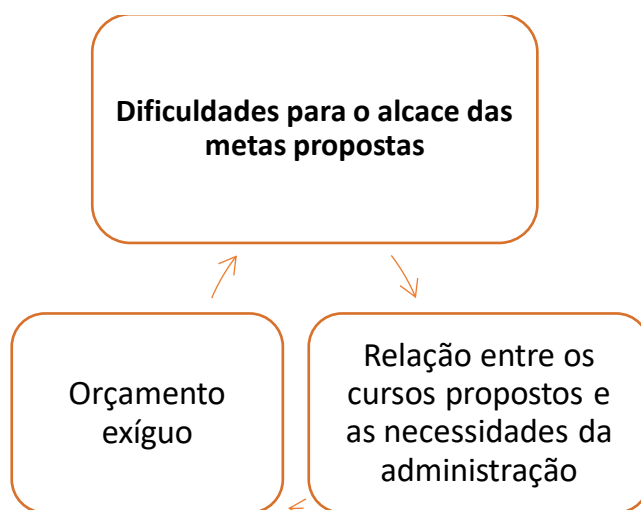 Dificuldades para o alcace das
metas propostas
Orçamento
exíguo
Relação entre os
cursos propostos e
as necessidades da
administração